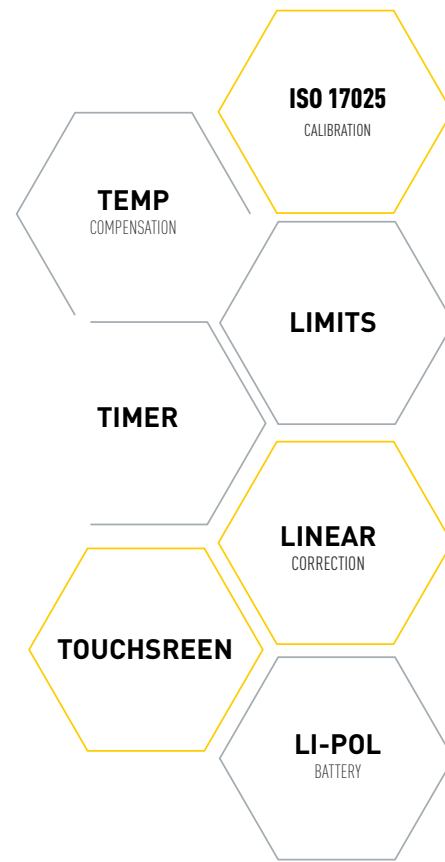 ISO 17025
CALIBRATION
TEMP
COMPENSATION
LIMITS
TIMER
LINEAR
CORRECTION
TOUCHSREEN
LI-POL
BATTERY